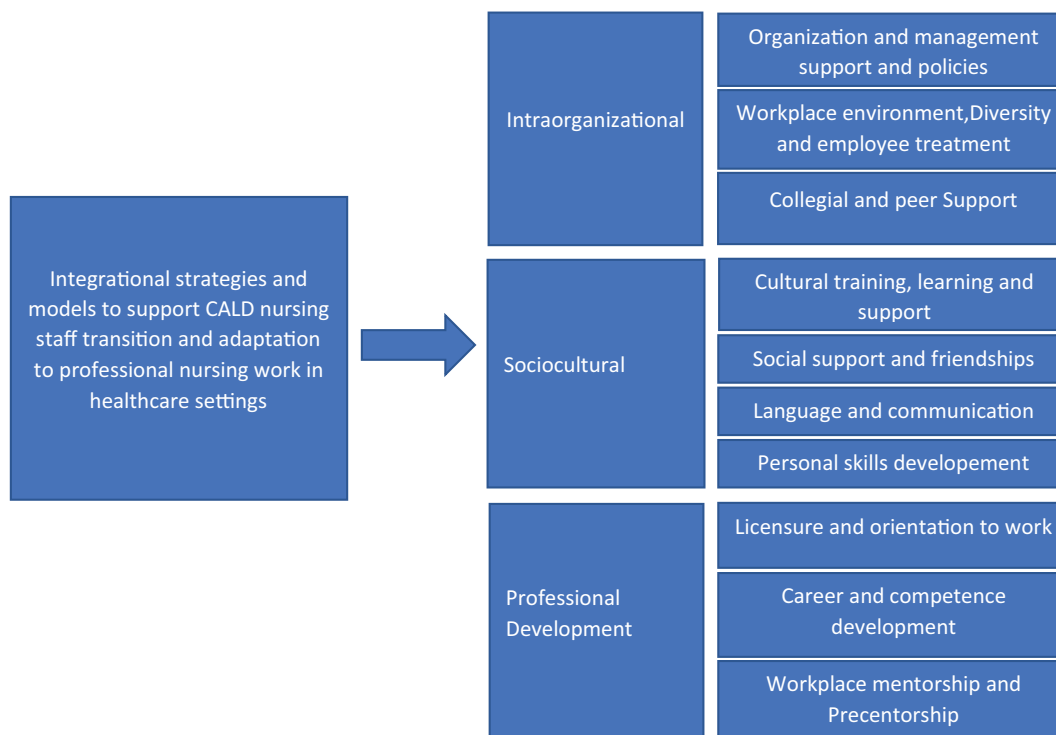 Integrational strategies and
models to support CALD nursing
staff transition and adaptation
to professional nursing work in
healthcare settings
Intraorganizational
Organization and management
support and policies
Workplace environment,Diversity
and employee treatment
Collegial and peer Support
Sociocultural
Cultural training, learning and
support
Social support and friendships
Language and communication
Personal skills developement
Professional
Development
Licensure and orientation to work
Career and competence
development
Workplace mentorship and
Precentorship